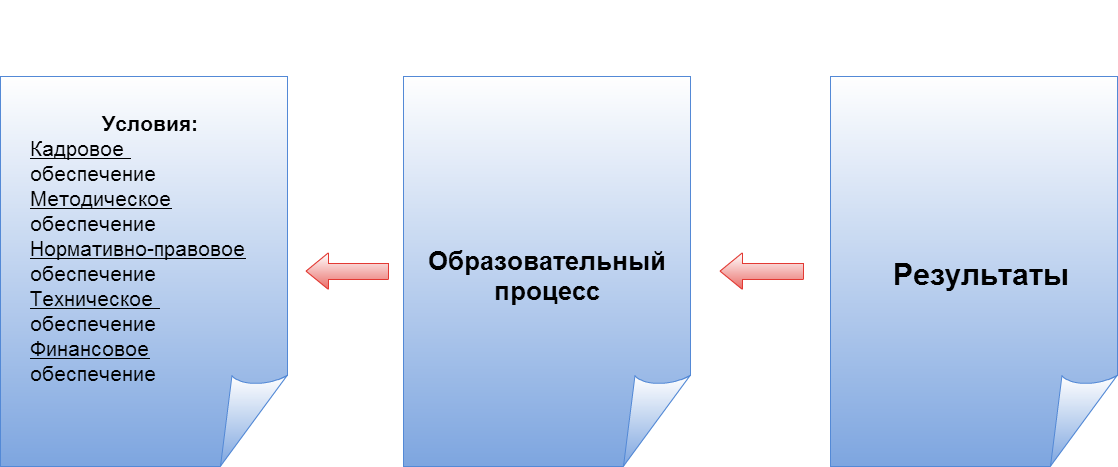 Условия:
Кадровое
обеспечение
Методическое
обеспечение
Нормативно-правовое
обеспечение
Техническое
обеспечение
Финансовое
обеспечение
Образовательный
процесс
Результаты